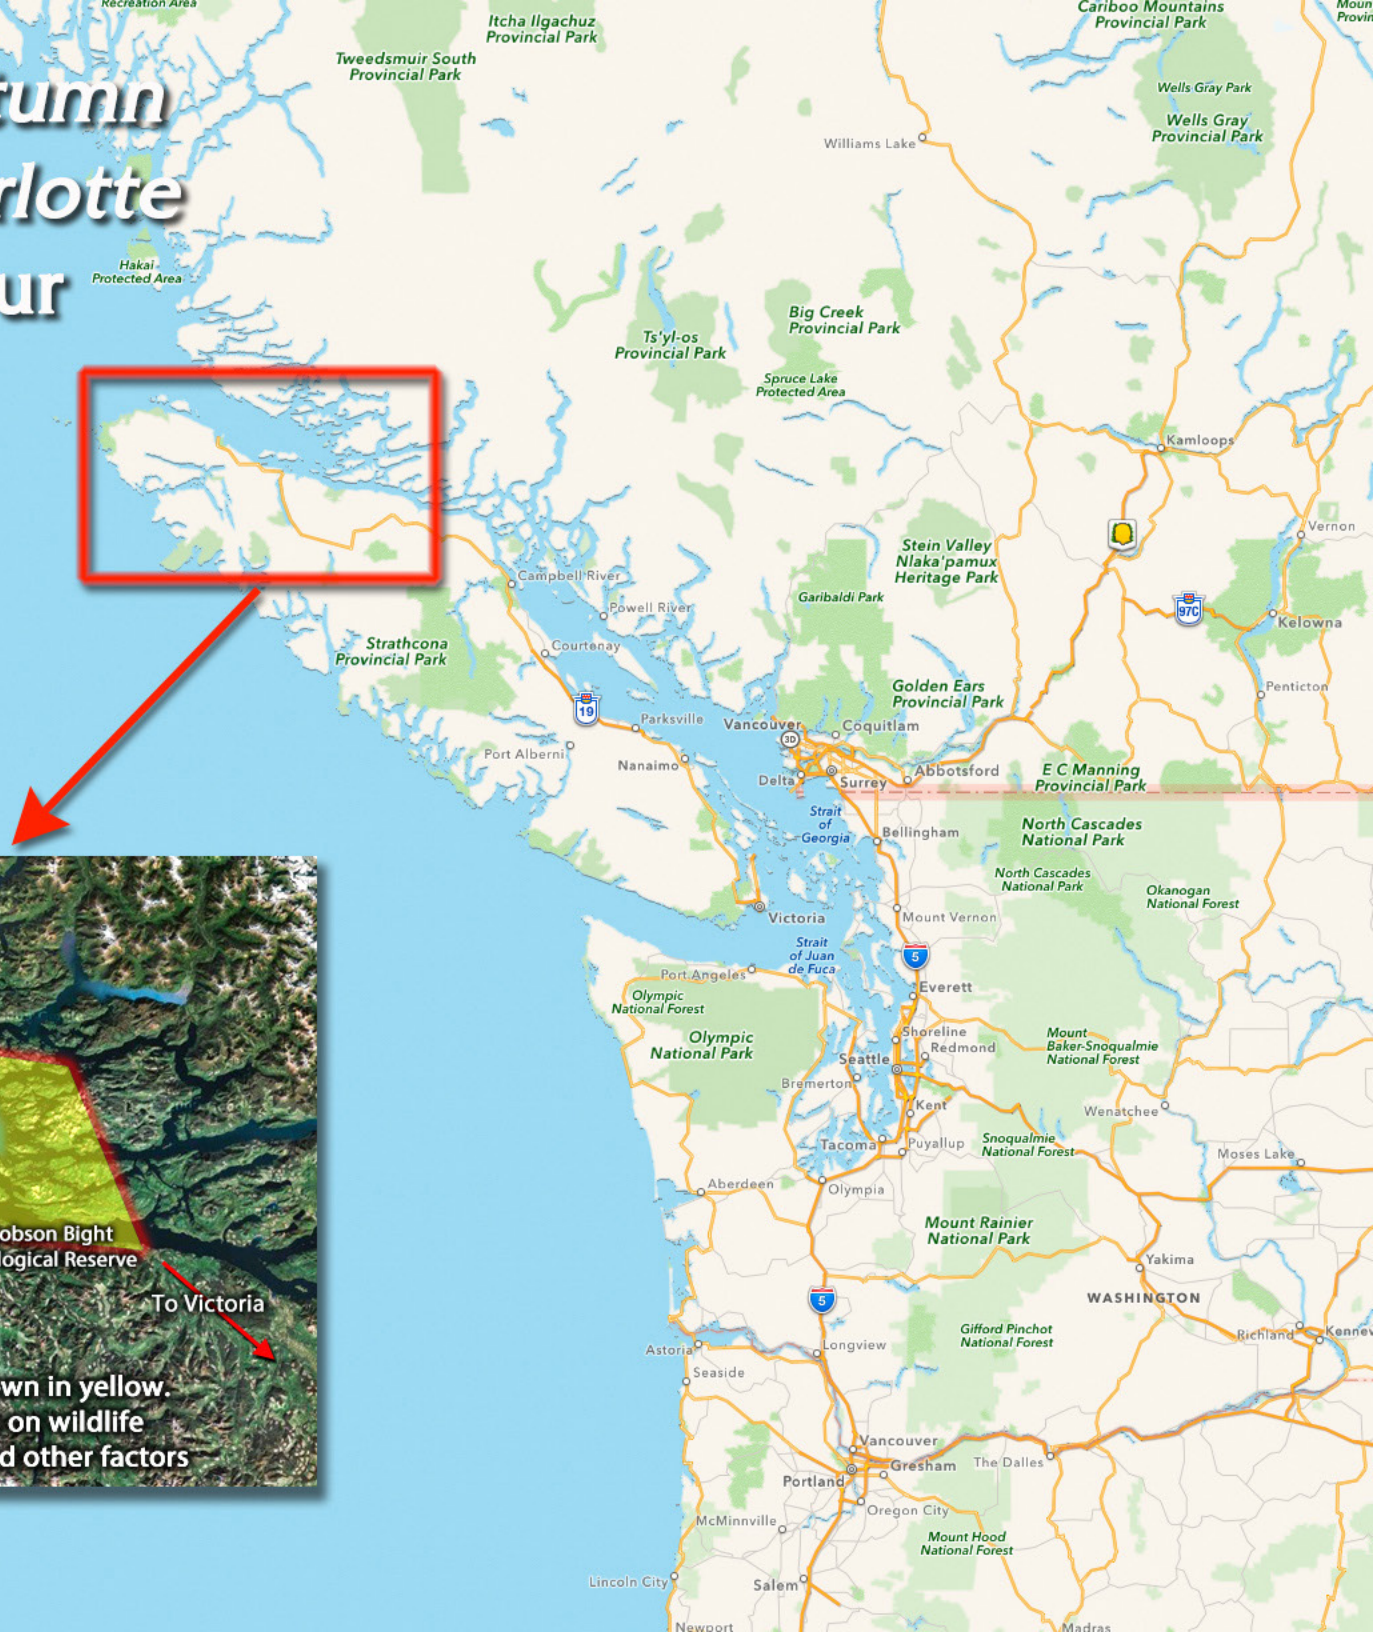 Recreation Area
Itcha Ilgachuz
Provincial Park
Cariboo Mountains
Provincial Park
Tweedsmuir South
Provincial Park
Wells Gray Park
Wells Gray
Provincial Park
tumn
rlotte
ur
Williams Lake
Hakai
Protected Area
Big Creek
Provincial Park
Ts'yl-os
Provincial Park
Spruce Lake
Protected Area
Kamloops
Vernon
Stein Valley
Nlaka'pamux
Heritage Park
Campbell River
Garibaldi Park
Powell River
97C
Kelowna
Strathcona
Provincial Park
Courtenay
Golden Ears
Provincial Park
Penticton
19
Parksville
Vancouver
Coquitlam
3D
Port Alberni
Nanaimo
Delta
Surrey
Abbotsford
E C Manning
Provincial Park
Strait
of
Georgia
Bellingham
North Cascades
National Park
North Cascades
National Park
Okanogan
National Forest
Victoria
Mount Vernon
Strait
of Juan
de Fuca
5
Port Angeles
Everett
Olympic
National Forest
Olympic
National Park
Shoreline
Redmond
Seattle
Mount
Baker-Snoqualmie
National Forest
Bremerton
Kent
Wenatchee
Tacoma
Puyallup
Snoqualmie
National Forest
Moses Lake
Aberdeen
Olympia
Mount Rainier
National Park
obson Bight
logical Reserve
To Victoria
Yakima
5
WASHINGTON
Gifford Pinchot
National Forest
Richland
Kennew
Astoria
Longview
Seaside
wn in yellow.
on wildlife
d other factors
Vancouver
Gresham
The Dalles
Portland
Oregon City
McMinnville
Mount Hood
National Forest
Lincoln City
Salem
Newport
Madras